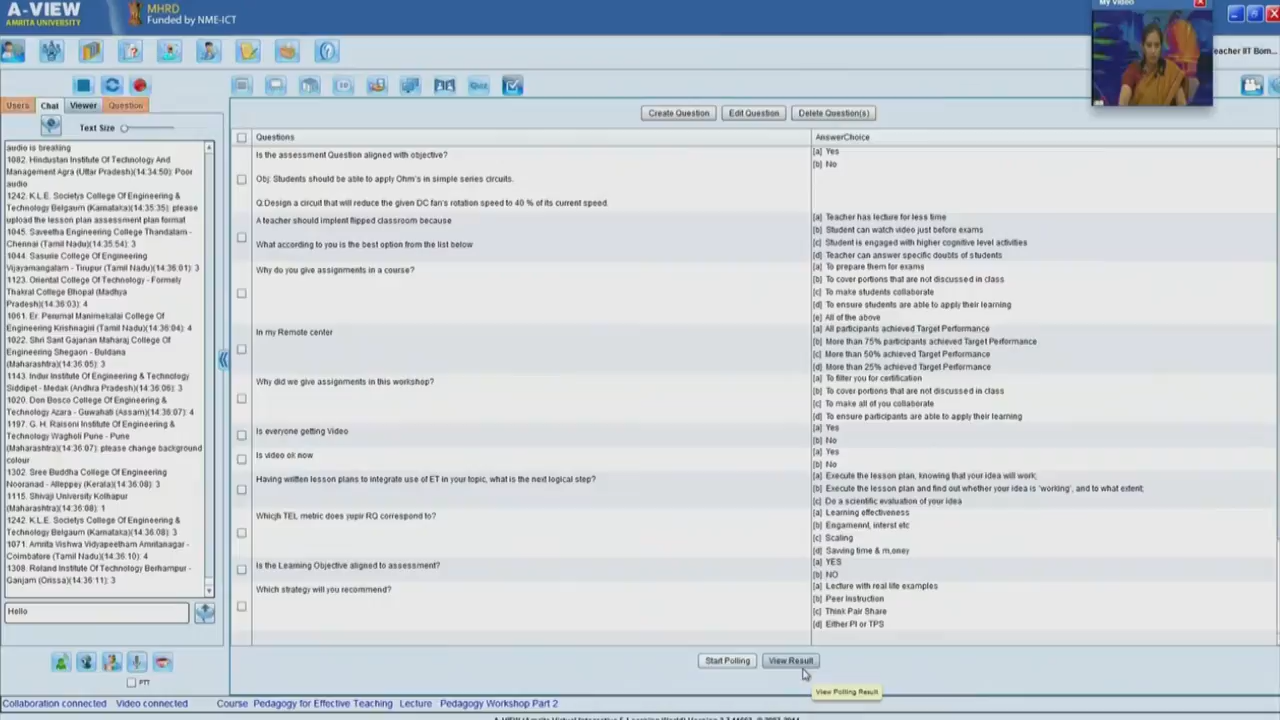 A-VIEW
AMRITA UNIVERSITY
MHRD
Funded by NME-ICT
My Video
eacher IIT Bom...
Users
Chat
Viewer
Question
Text Size
audio is breaking
1082. Hindustan Institute Of Technology And
Management Agra (Uttar Pradesh)(14:34:50): Poor
audio
1242. K.L.E. Societys College Of Engineering &
Technology Belgaum (Karnataka)(14:35:35): please
upload the lesson plan assessment plan format
1045. Saveetha Engineering College Thandalam -
Chennai (Tamil Nadu)(14:35:54): 3
1044. Sasurie College Of Engineering
Vijayamangalam - Tirupur (Tamil Nadu)(14:36:01): 3
1123. Oriental College Of Technology - Formely
Thakral College Bhopal (Madhya
Pradesh)(14:36:03): 4
1061. Er. Perumal Manimekalai College Of
Engineering Krishnagiri (Tamil Nadu)(14:36:04): 4
1022. Shri Sant Gajanan Maharaj College Of
Engineering Shegaon - Buldana
(Maharashtra)(14:36:05): 3
1143. Indur Institute Of Engineering & Technology
Siddipet - Medak (Andhra Pradesh)(14:36:06): 3
1020. Don Bosco College Of Engineering &
Technology Azara - Guwahati (Assam)(14:36:07): 4
1197. G. H. Raisoni Institute Of Engineering &
Technology Wagholi Pune - Pune
(Maharashtra)(14:36:07): please change background
colour
1302. Sree Buddha College Of Engineering
Nooranad - Alleppey (Kerala)(14:36:08): 3
1115. Shivaji University Kolhapur
(Maharashtra)(14:36:08): 1
1242. K.L.E. Societys College Of Engineering &
Technology Belgaum (Karnataka)(14:36:08): 3
1071. Amrita Vishwa Vidyapeetham Amritanagar -
Coimbatore (Tamil Nadu)(14:36:10): 4
1308. Roland Institute Of Technology Berhampur -
Ganjam (Orissa)(14:36:11): 3
Hello
PTT
Create Question
Edit Question
Delete Question(s)
Questions
AnswerChoice
Is the assessment Question aligned with objective?
Obj: Students should be able to apply Ohm's in simple series circuits.
Q.Design a circuit that will reduce the given DC fan's rotation speed to 40 % of its current speed.
[a] Yes
[b] No
A teacher should implent flipped classroom because
What according to you is the best option from the list below
[a] Teacher has lecture for less time
[b] Student can watch video just before exams
[c] Student is engaged with higher cognitive level activities
[d] Teacher can answer specific doubts of students
Why do you give assignments in a course?
[a] To prepare them for exams
[b] To cover portions that are not discussed in class
[c] To make students collaborate
[d] To ensure students are able to apply their learning
[e] All of the above
In my Remote center
[a] All participants achieved Target Performance
[b] More than 75% participants achieved Target Performance
[c] More than 50% achieved Target Performance
[d] More than 25% achieved Target Performance
Why did we give assignments in this workshop?
[a] To filter you for certification
[b] To cover portions that are not discussed in class
[c] To make all of you collaborate
[d] To ensure participants are able to apply their learning
Is everyone getting Video
[a] Yes
[b] No
Is video ok now
[a] Yes
[b] No
Having written lesson plans to integrate use of ET in your topic, what is the next logical step?
[a] Execute the lesson plan, knowing that your idea will work;
[b] Execute the lesson plan and find out whether your idea is 'working', and to what extent;
[c] Do a scientific evaluation of your idea
Which TEL metric does yupir RQ correspond to?
[a] Learning effectiveness
[b] Engamennt, interst etc
[c] Scaling
[d] Sawing time & m,oney
Is the Learning Objective aligned to assessment?
[a] YES
[b] NO
Which strategy will you recommend?
[a] Lecture with real life examples
[b] Peer Instruction
[c] Think Pair Share
[d] Either PI or TPS
Start Polling
View Result
View Polling Result
Collaboration connected Video connected Course Pedagogy for Effective Teaching Lecture Pedagogy Workshop Part 2